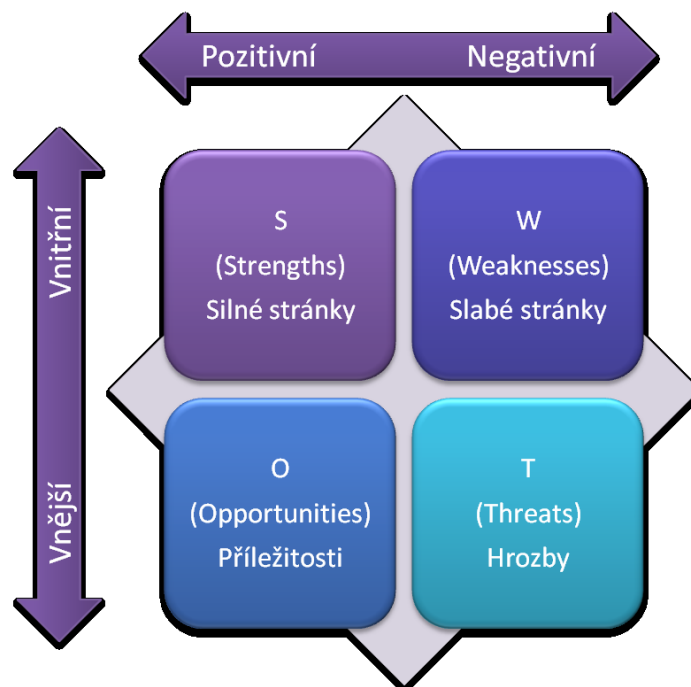 Pozitivní Negativní
Vnitřní
Vnější
S
(Strengths)
Silné stránky
W
(Weaknesses)
Slabé stránky
O
(Opportunities)
Příležitosti
T
(Threats)
Hrozby